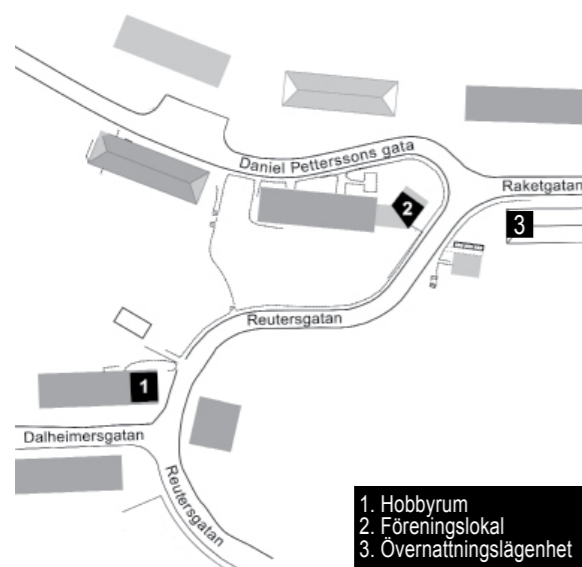 Daniel Petterssons gata
Raketgatan
2
3
Reutersgatan
1
Dalheimersgatan
Reutersgatan
1. Hobbyrum
2. Föreningslokal
3. Övernattningslägenhet